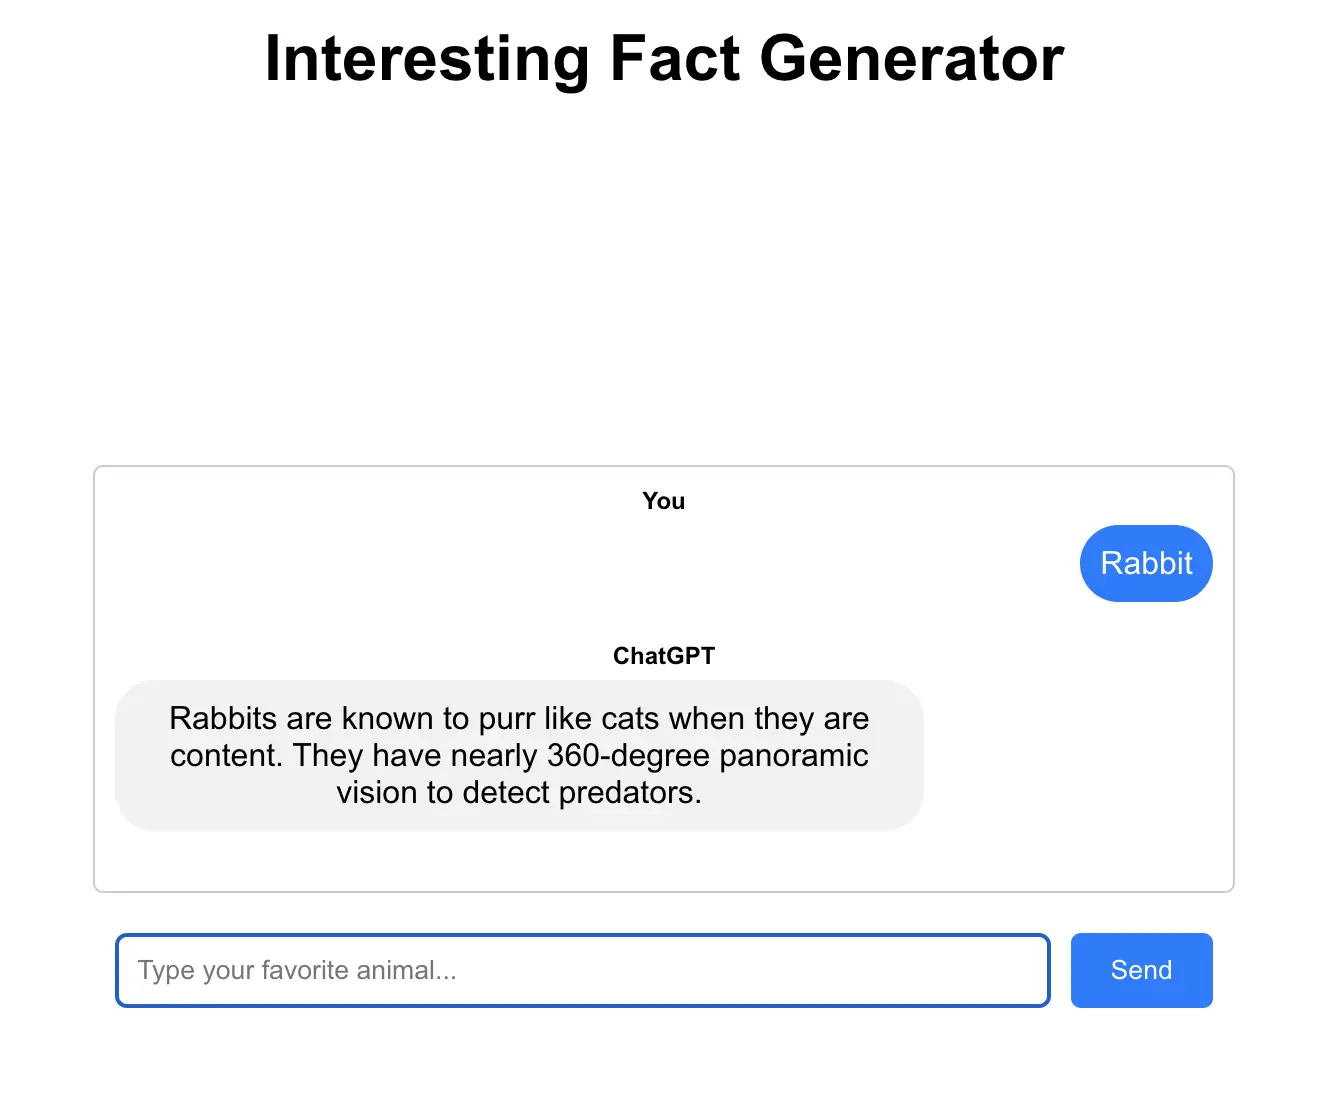 Interesting Fact Generator
You
Rabbit
ChatGPT
Rabbits are known to purr like cats when they are
content. They have nearly 360-degree panoramic
vision to detect predators.
Type your favorite animal...
Send